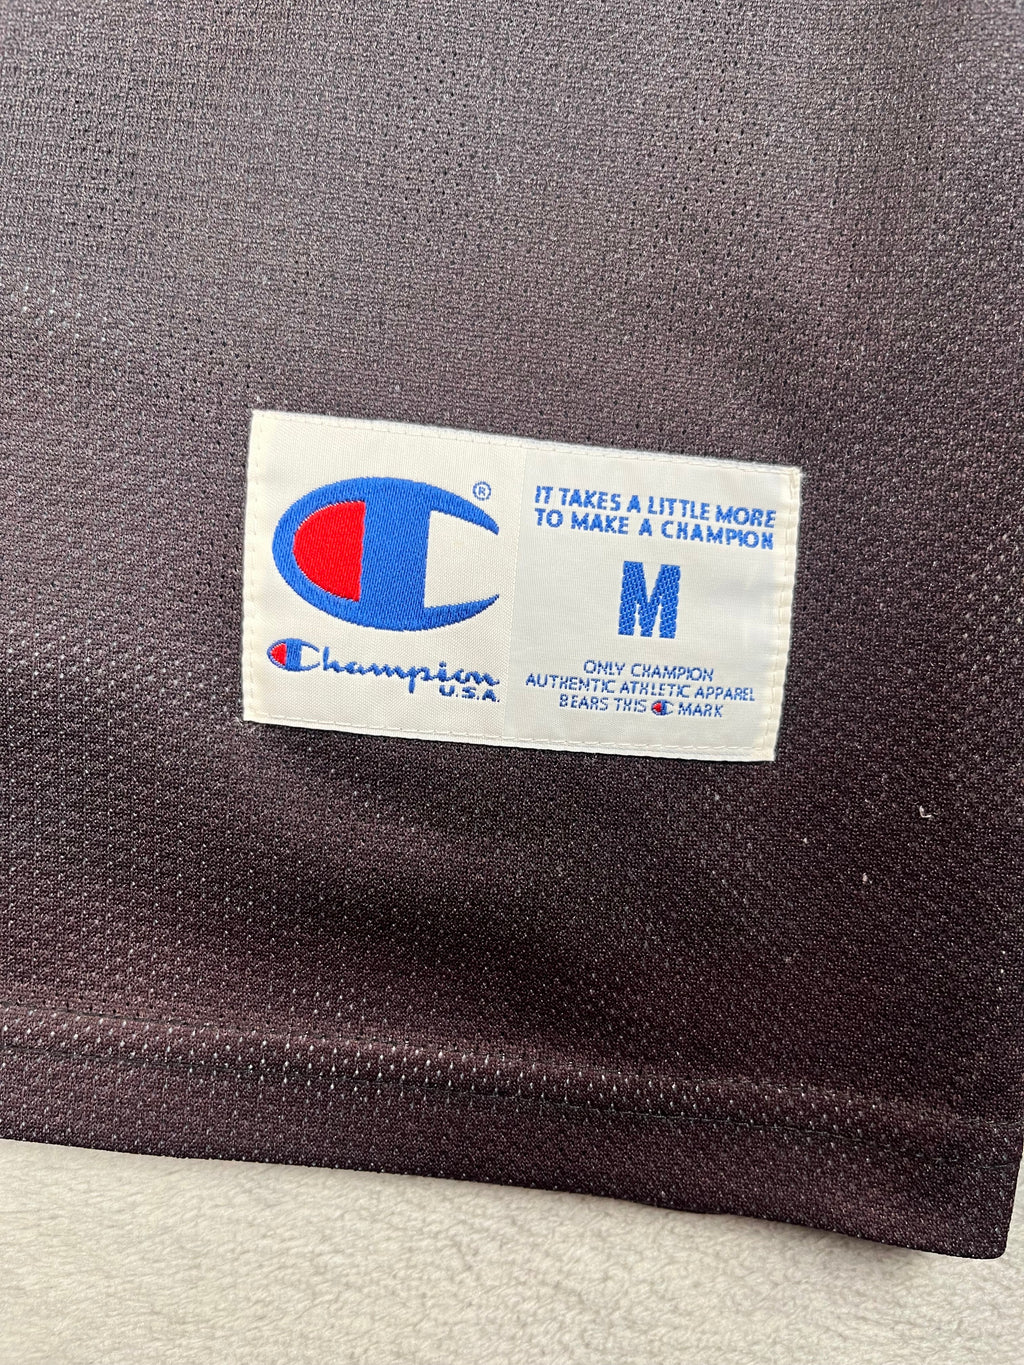 ®
Champion
U.S.A.
IT TAKES A LITTLE MORE
TO MAKE A CHAMPION
M
ONLY CHAMPION
AUTHENTIC ATHLETIC APPAREL
BEARS THIS C MARK